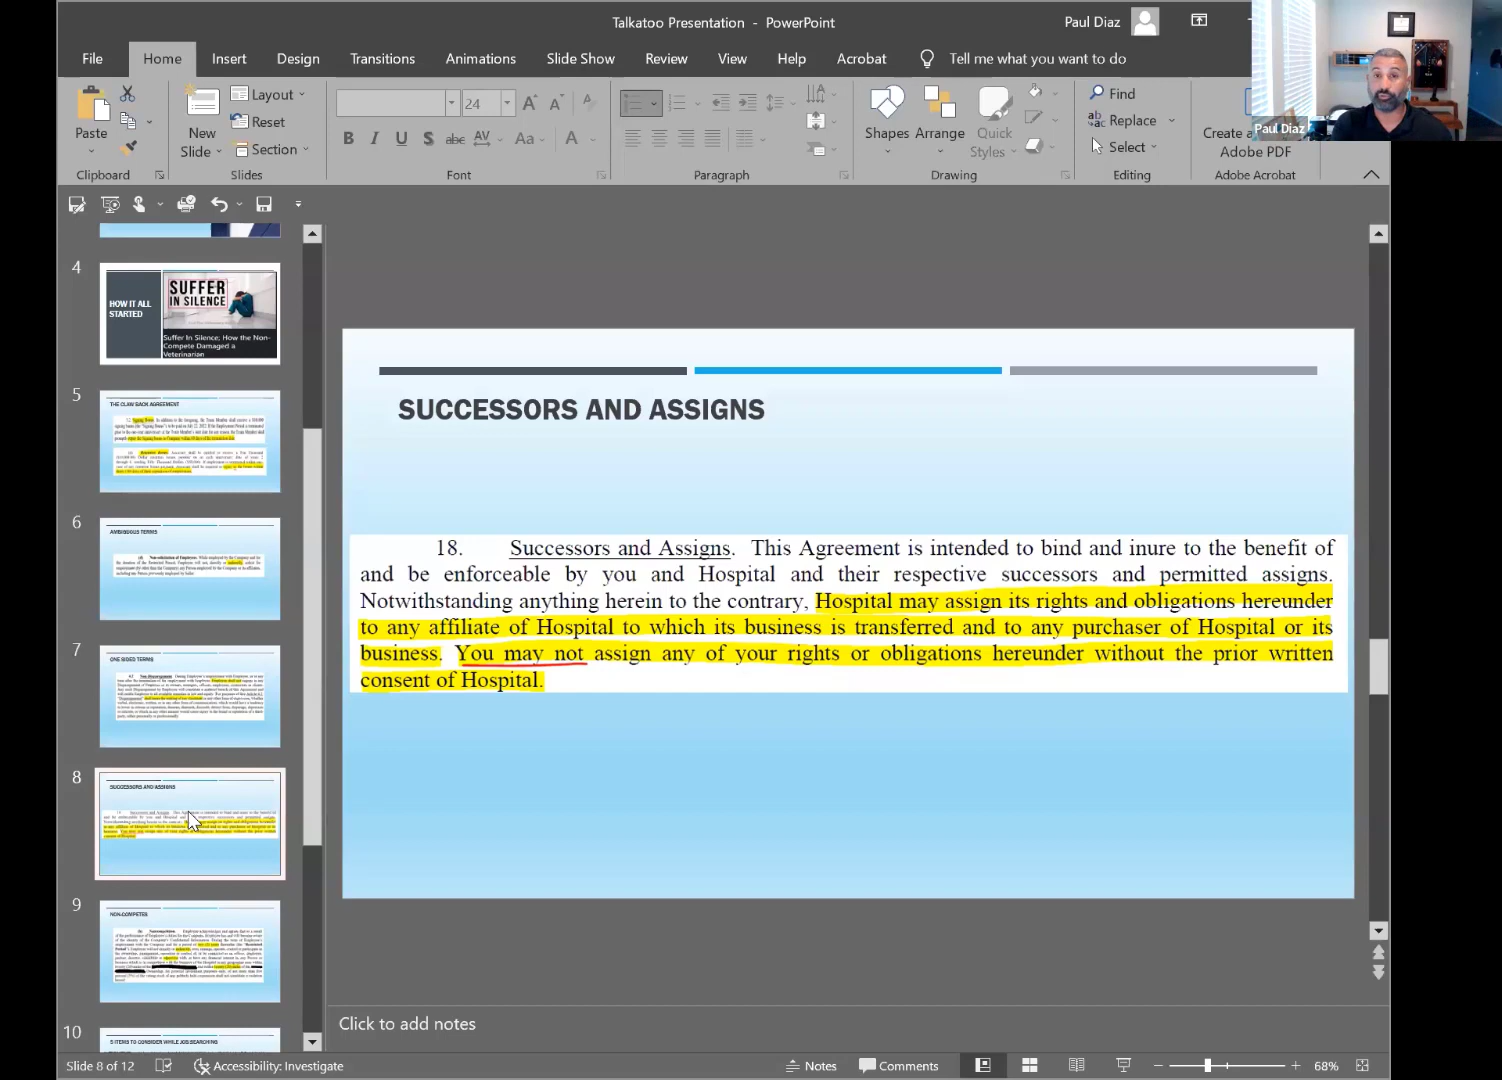 Talkatoo Presentation - PowerPoint
Paul Diaz
File Home Insert Design Transitions Animations Slide Show Review View Help Acrobat Tell me what you want to do
Paste
Clipboard
New
Slide
Layout
Reset
Section
Slides
24
Font
Paragraph
Shapes Arrange Quick
Styles
Drawing
Find
Replace
Select
Editing
Create a
Adobe PDF
Adobe Acrobat
Paul Diaz
4
HOW IT ALL
STARTED
SUFFER
IN SILENCE
Suffer In Silence; How the Non-
Compete Damaged a
Veterinarian
5
THE CLAW BACK AGREEMENT
6
AMBIGUOUS TERMS
7
ONE SIDED TERMS
8
SUCCESSORS AND ASSIGNS
9
NON-COMPETES
10
5 ITEMS TO CONSIDER WHILE JOB SEARCHING
SUCCESSORS AND ASSIGNS
18. Successors and Assigns. This Agreement is intended to bind and inure to the benefit of
and be enforceable by you and Hospital and their respective successors and permitted assigns.
Notwithstanding anything herein to the contrary, Hospital may assign its rights and obligations hereunder
to any affiliate of Hospital to which its business is transferred and to any purchaser of Hospital or its
business. You may not assign any of your rights or obligations hereunder without the prior written
consent of Hospital.
Click to add notes
Slide 8 of 12
Accessibility: Investigate
Notes
Comments
68%